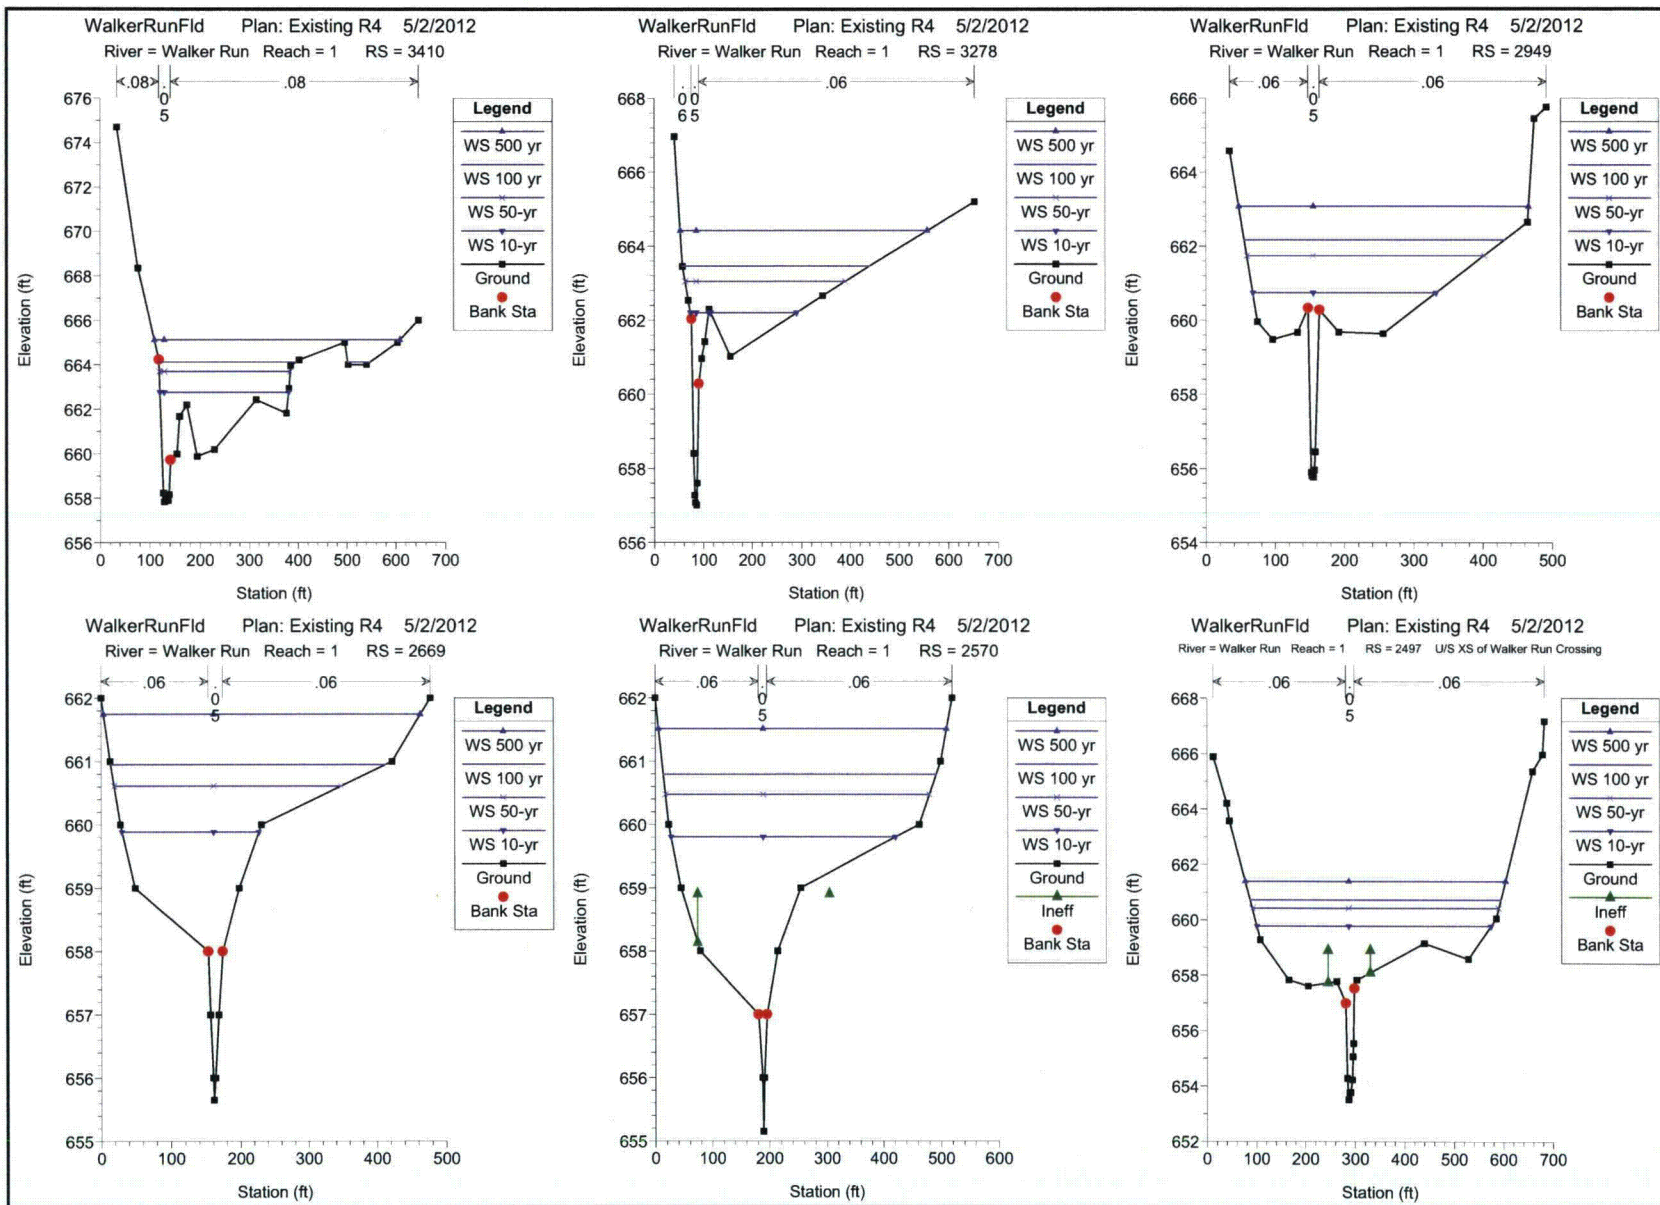 WalkerRunFld Plan: Existing R4 5/2/2012
River = Walker Run Reach = 1 RS = 3410
.08 .05 .08
676
674
672
670
668
666
664
662
660
658
656
Elevation (ft)
0 100 200 300 400 500 600 700
Station (ft)
Legend
WS 500 yr
WS 100 yr
WS 50-yr
WS 10-yr
Ground
Bank Sta
WalkerRunFld Plan: Existing R4 5/2/2012
River = Walker Run Reach = 1 RS = 3278
.06 .05 .06
668
666
664
662
660
658
656
Elevation (ft)
0 100 200 300 400 500 600 700
Station (ft)
Legend
WS 500 yr
WS 100 yr
WS 50-yr
WS 10-yr
Ground
Bank Sta
WalkerRunFld Plan: Existing R4 5/2/2012
River = Walker Run Reach = 1 RS = 2949
.06 .05 .06
666
664
662
660
658
656
654
Elevation (ft)
0 100 200 300 400 500
Station (ft)
Legend
WS 500 yr
WS 100 yr
WS 50-yr
WS 10-yr
Ground
Bank Sta
WalkerRunFld Plan: Existing R4 5/2/2012
River = Walker Run Reach = 1 RS = 2669
.06 .05 .06
662
661
660
659
658
657
656
655
Elevation (ft)
0 100 200 300 400 500
Station (ft)
Legend
WS 500 yr
WS 100 yr
WS 50-yr
WS 10-yr
Ground
Bank Sta
WalkerRunFld Plan: Existing R4 5/2/2012
River = Walker Run Reach = 1 RS = 2570
.06 .05 .06
662
661
660
659
658
657
656
655
Elevation (ft)
0 100 200 300 400 500 600
Station (ft)
Legend
WS 500 yr
WS 100 yr
WS 50-yr
WS 10-yr
Ground
Ineff
Bank Sta
WalkerRunFld Plan: Existing R4 5/2/2012
River = Walker Run Reach = 1 RS = 2497 U/S XS of Walker Run Crossing
.06 .05 .06
668
666
664
662
660
658
656
654
652
Elevation (ft)
0 100 200 300 400 500 600 700
Station (ft)
Legend
WS 500 yr
WS 100 yr
WS 50-yr
WS 10-yr
Ground
Ineff
Bank Sta